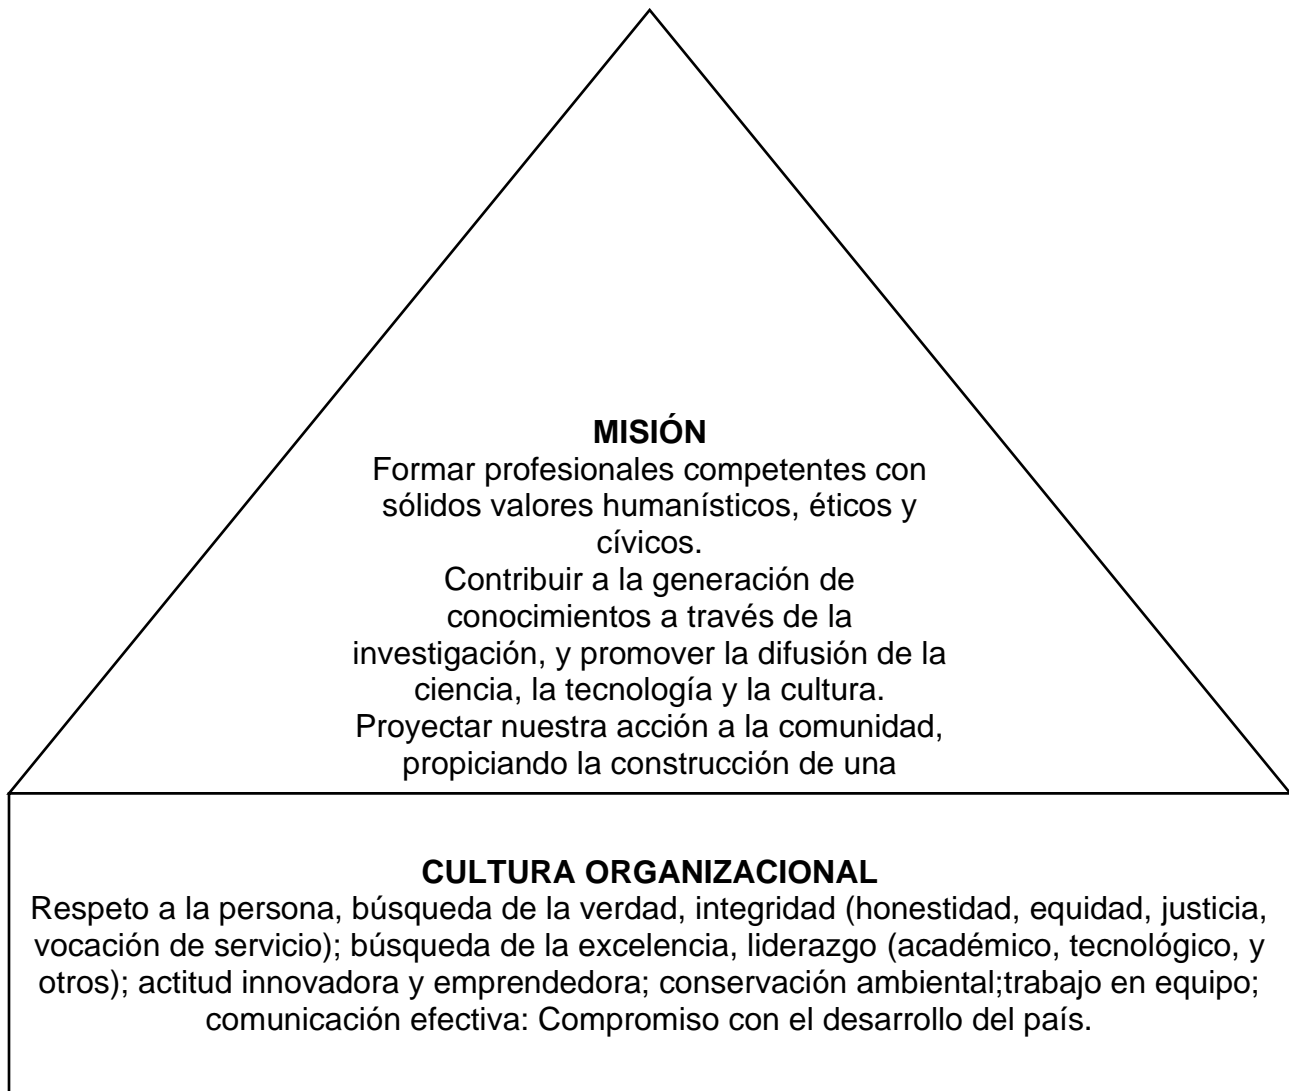 MISIÓN
Formar profesionales competentes con
sólidos valores humanísticos, éticos y
cívicos.
Contribuir a la generación de
conocimientos a través de la
investigación, y promover la difusión de la
ciencia, la tecnología y la cultura.
Proyectar nuestra acción a la comunidad,
propiciando la construcción de una
CULTURA ORGANIZACIONAL
Respeto a la persona, búsqueda de la verdad, integridad (honestidad, equidad, justicia,
vocación de servicio); búsqueda de la excelencia, liderazgo (académico, tecnológico, y
otros); actitud innovadora y emprendedora; conservación ambiental;trabajo en equipo;
comunicación efectiva: Compromiso con el desarrollo del país.